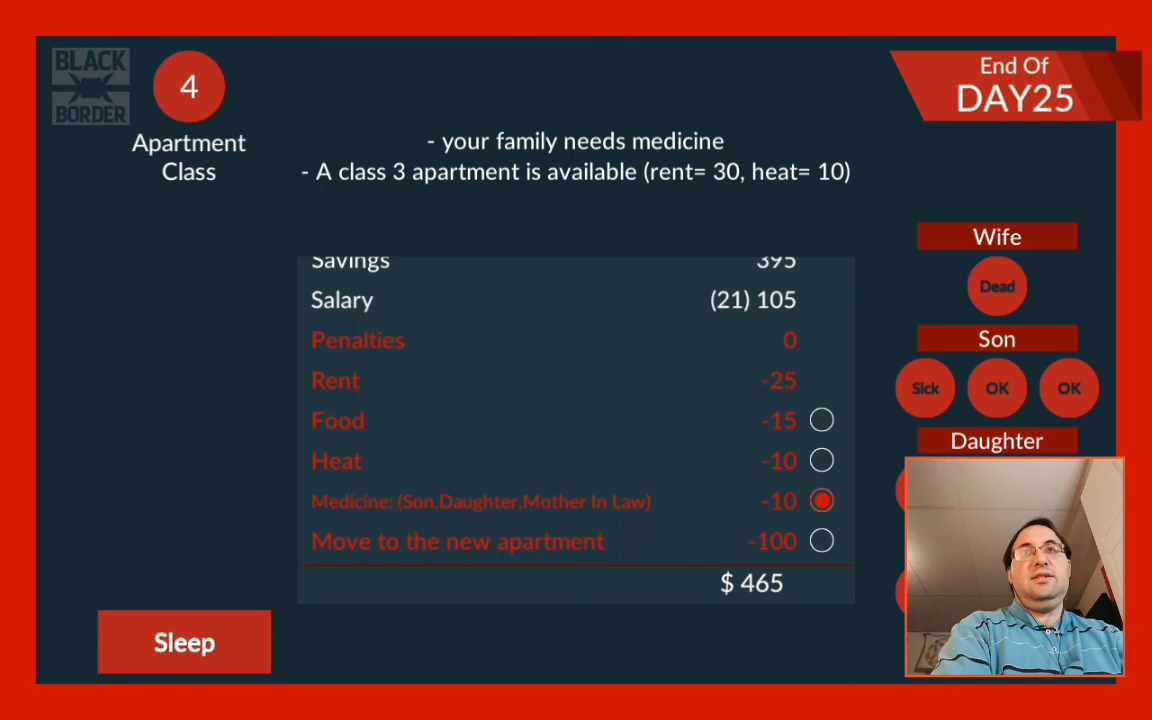 BLACK
BORDER
4
Apartment
Class
End Of
DAY25
- your family needs medicine
- A class 3 apartment is available (rent= 30, heat= 10)
Savings 395
Salary (21) 105
Penalties 0
Rent -25
Food -15
Heat -10
Medicine: (Son,Daughter,Mother In Law) -10
Move to the new apartment -100
$ 465
Wife
Dead
Son
Sick OK OK
Daughter
Sleep